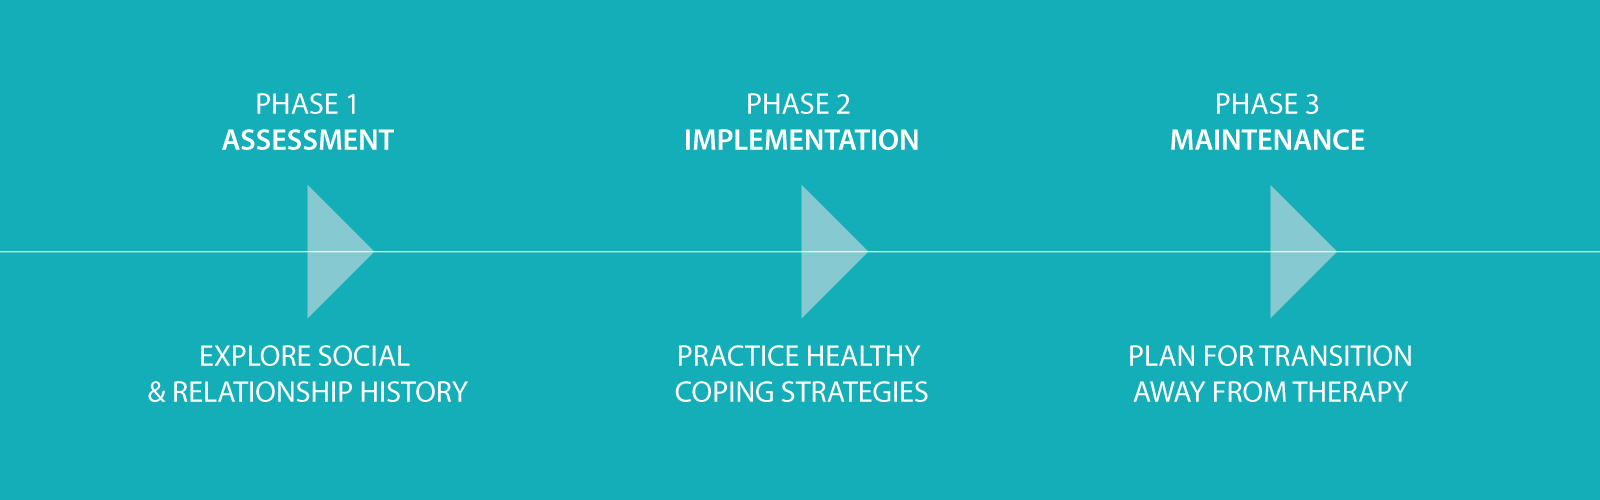 PHASE 1
ASSESSMENT
EXPLORE SOCIAL
& RELATIONSHIP HISTORY
PHASE 2
IMPLEMENTATION
PRACTICE HEALTHY
COPING STRATEGIES
PHASE 3
MAINTENANCE
PLAN FOR TRANSITION
AWAY FROM THERAPY